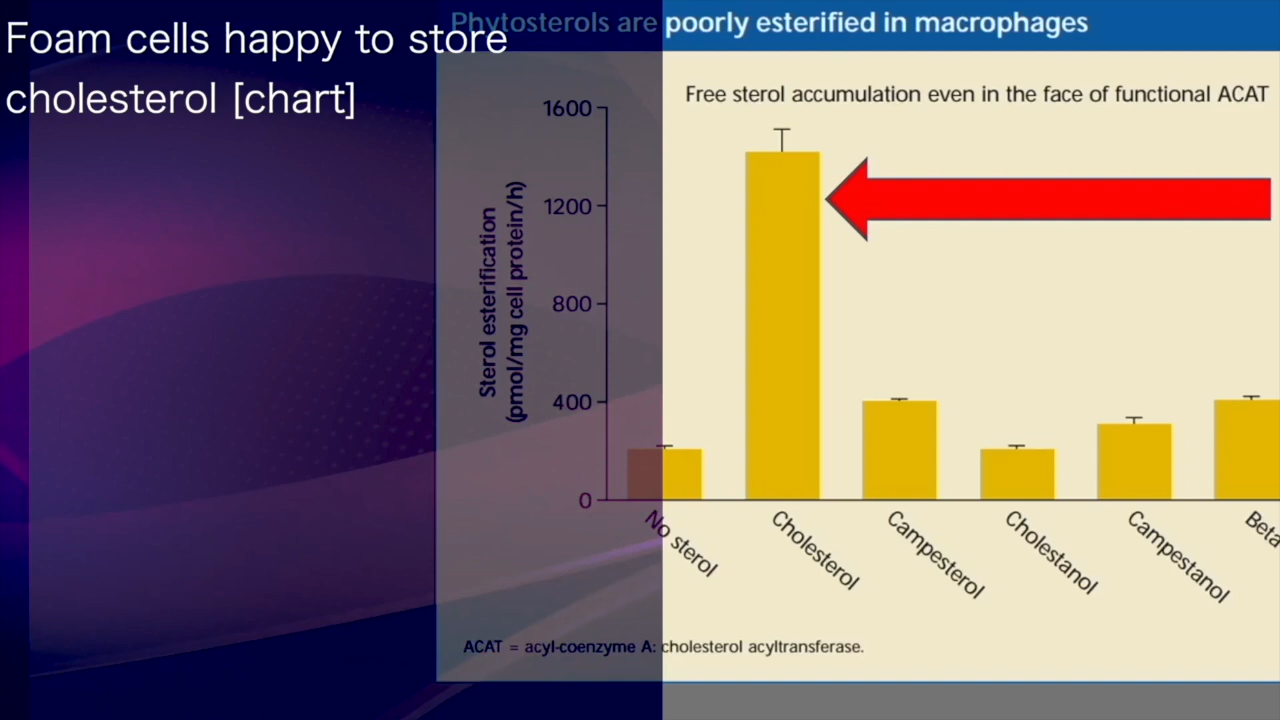 Foam cells happy to store
cholesterol [chart]
Phytosterols are poorly esterified in macrophages
Free sterol accumulation even in the face of functional ACAT
Sterol esterification
(pmol/mg cell protein/h)
1600
1200
800
400
0
No sterol
Cholesterol
Campesterol
Cholestanol
Campestanol
Beta
ACAT = acyl-coenzyme A: cholesterol acyltransferase.